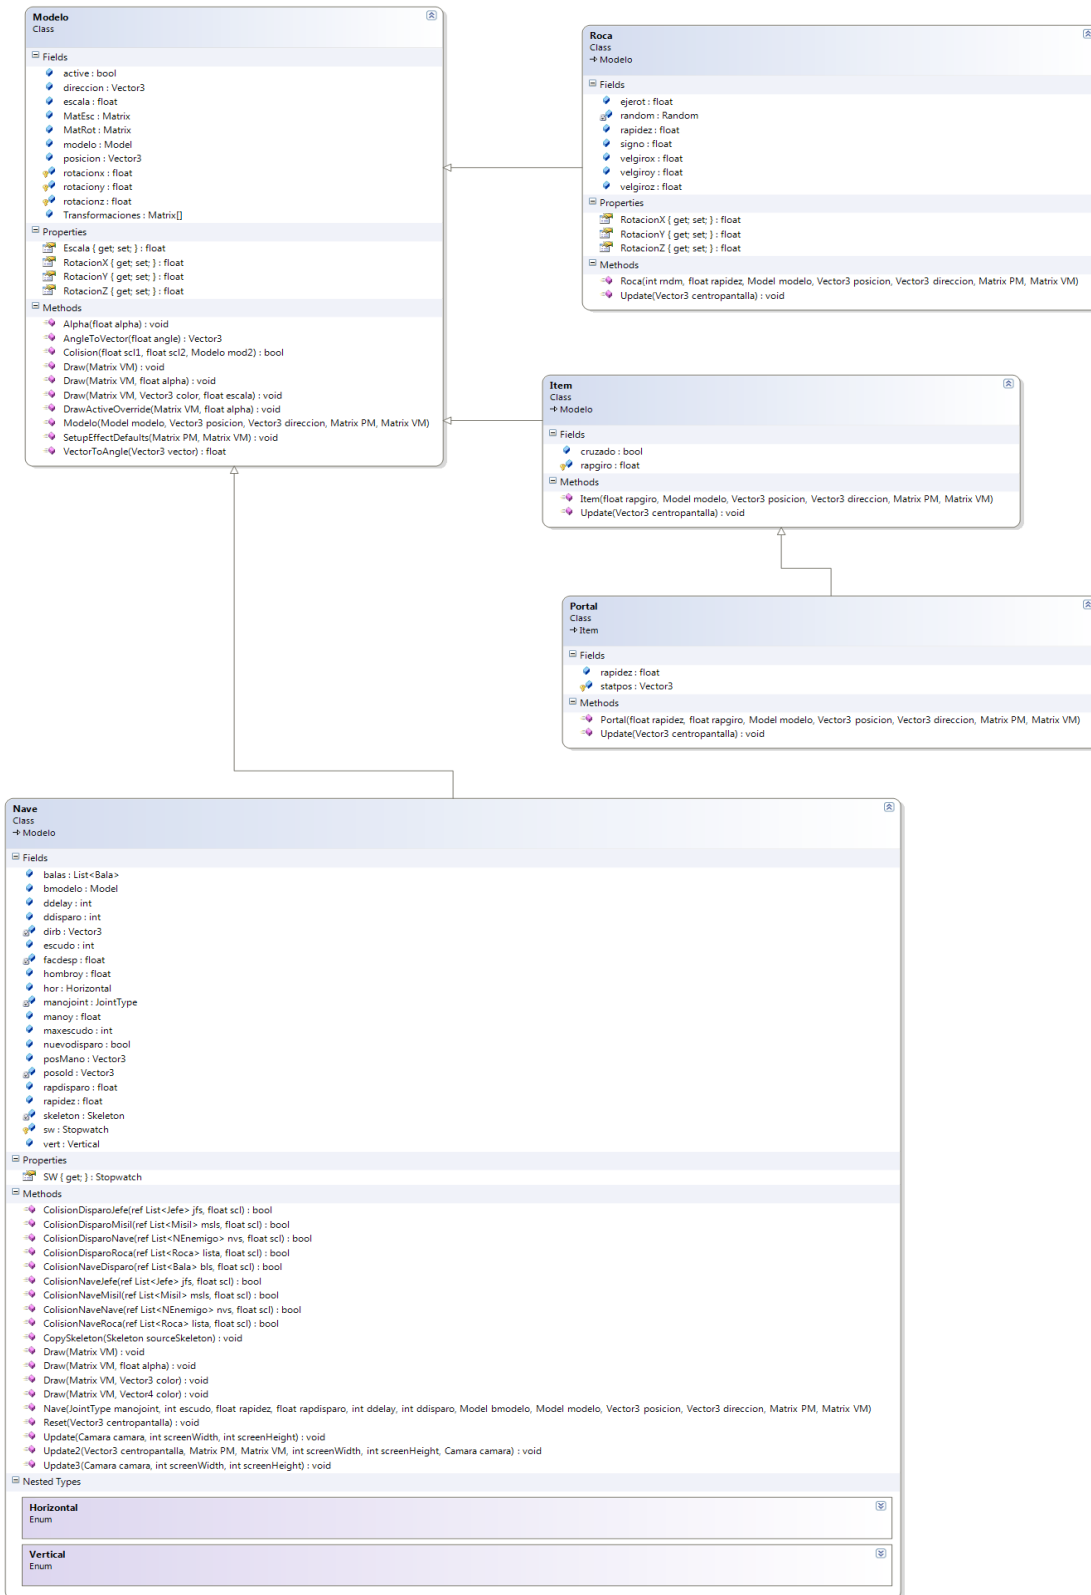 Modelo
Class
Fields
active : bool
direccion : Vector3
escala : float
MatEsc : Matrix
MatRot : Matrix
modelo : Model
posicion : Vector3
rotacionx : float
rotaciony : float
rotacionz : float
Transformaciones : Matrix[]
Properties
Escala { get; set; } : float
RotacionX { get; set; } : float
RotacionY { get; set; } : float
RotacionZ { get; set; } : float
Methods
Alpha(float alpha) : void
AngleToVector(float angle) : Vector3
Colision(float scl1, float scl2, Modelo mod2) : bool
Draw(Matrix VM) : void
Draw(Matrix VM, float alpha) : void
Draw(Matrix VM, Vector3 color, float escala) : void
DrawActiveOverride(Matrix VM, float alpha) : void
Modelo(Model modelo, Vector3 posicion, Vector3 direccion, Matrix PM, Matrix VM)
SetupEffectDefaults(Matrix PM, Matrix VM) : void
VectorToAngle(Vector3 vector) : float
Roca
Class
Modelo
Fields
ejerot : float
random : Random
rapidez : float
signo : float
velgirox : float
velgiroy : float
velgiroz : float
Properties
RotacionX { get; set; } : float
RotacionY { get; set; } : float
RotacionZ { get; set; } : float
Methods
Roca(int rndm, float rapidez, Model modelo, Vector3 posicion, Vector3 direccion, Matrix PM, Matrix VM)
Update(Vector3 centropantalla) : void
Item
Class
Modelo
Fields
cruzado : bool
rapgiro : float
Methods
Item(float rapgiro, Model modelo, Vector3 posicion, Vector3 direccion, Matrix PM, Matrix VM)
Update(Vector3 centropantalla) : void
Portal
Class
Item
Fields
rapidez : float
statpos : Vector3
Methods
Portal(float rapidez, float rapgiro, Model modelo, Vector3 posicion, Vector3 direccion, Matrix PM, Matrix VM)
Update(Vector3 centropantalla) : void
Nave
Class
Modelo
Fields
balas : List<Bala>
bmodelo : Model
ddelay : int
ddisparo : int
dirb : Vector3
escudo : int
facdesp : float
hombroy : float
hor : Horizontal
manojoint : JointType
manoy : float
maxescudo : int
nuevodisparo : bool
posMano : Vector3
posold : Vector3
rapdisparo : float
rapidez : float
skeleton : Skeleton
sw : Stopwatch
vert : Vertical
Properties
SW { get; } : Stopwatch
Methods
ColisionDisparoJefe(ref List<Jefe> jfs, float scl) : bool
ColisionDisparoMisil(ref List<Misil> msls, float scl) : bool
ColisionDisparoNave(ref List<NEnemigo> nvs, float scl) : bool
ColisionDisparoRoca(ref List<Roca> lista, float scl) : bool
ColisionNaveDisparo(ref List<Bala> bls, float scl) : bool
ColisionNaveJefe(ref List<Jefe> jfs, float scl) : bool
ColisionNaveMisil(ref List<Misil> msls, float scl) : bool
ColisionNaveNave(ref List<NEnemigo> nvs, float scl) : bool
ColisionNaveRoca(ref List<Roca> lista, float scl) : bool
CopySkeleton(Skeleton sourceSkeleton) : void
Draw(Matrix VM) : void
Draw(Matrix VM, float alpha) : void
Draw(Matrix VM, Vector3 color) : void
Draw(Matrix VM, Vector4 color) : void
Nave(JointType manojoint, int escudo, float rapidez, float rapdisparo, int ddelay, int ddisparo, Model bmodelo, Model modelo, Vector3 posicion, Vector3 direccion, Matrix PM, Matrix VM)
Reset(Vector3 centropantalla) : void
Update(Camara camara, int screenWidth, int screenHeight) : void
Update2(Vector3 centropantalla, Matrix PM, Matrix VM, int screenWidth, int screenHeight, Camara camara) : void
Update3(Camara camara, int screenWidth, int screenHeight) : void
Nested Types
Horizontal
Enum
Vertical
Enum